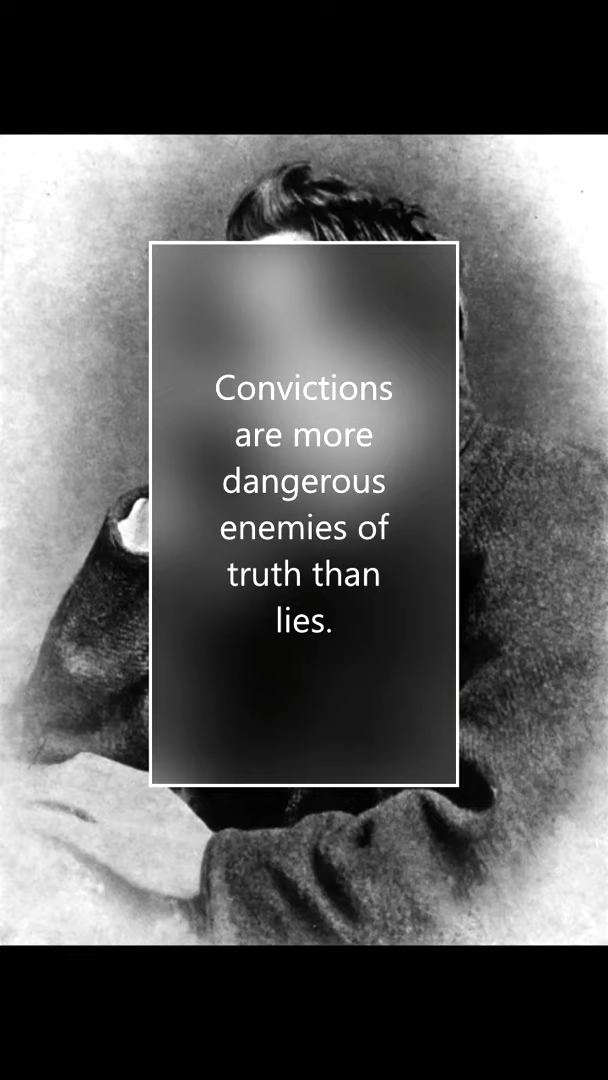 Convictions
are more
dangerous
enemies of
truth than
lies.